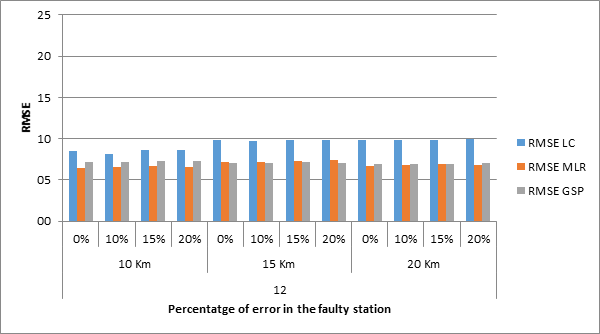 25
20
15
10
05
00
RMSE
RMSE LC
RMSE MLR
RMSE GSP
0% 10% 15% 20% 0% 10% 15% 20% 0% 10% 15% 20%
10 Km 15 Km 20 Km
12
Percentatge of error in the faulty station